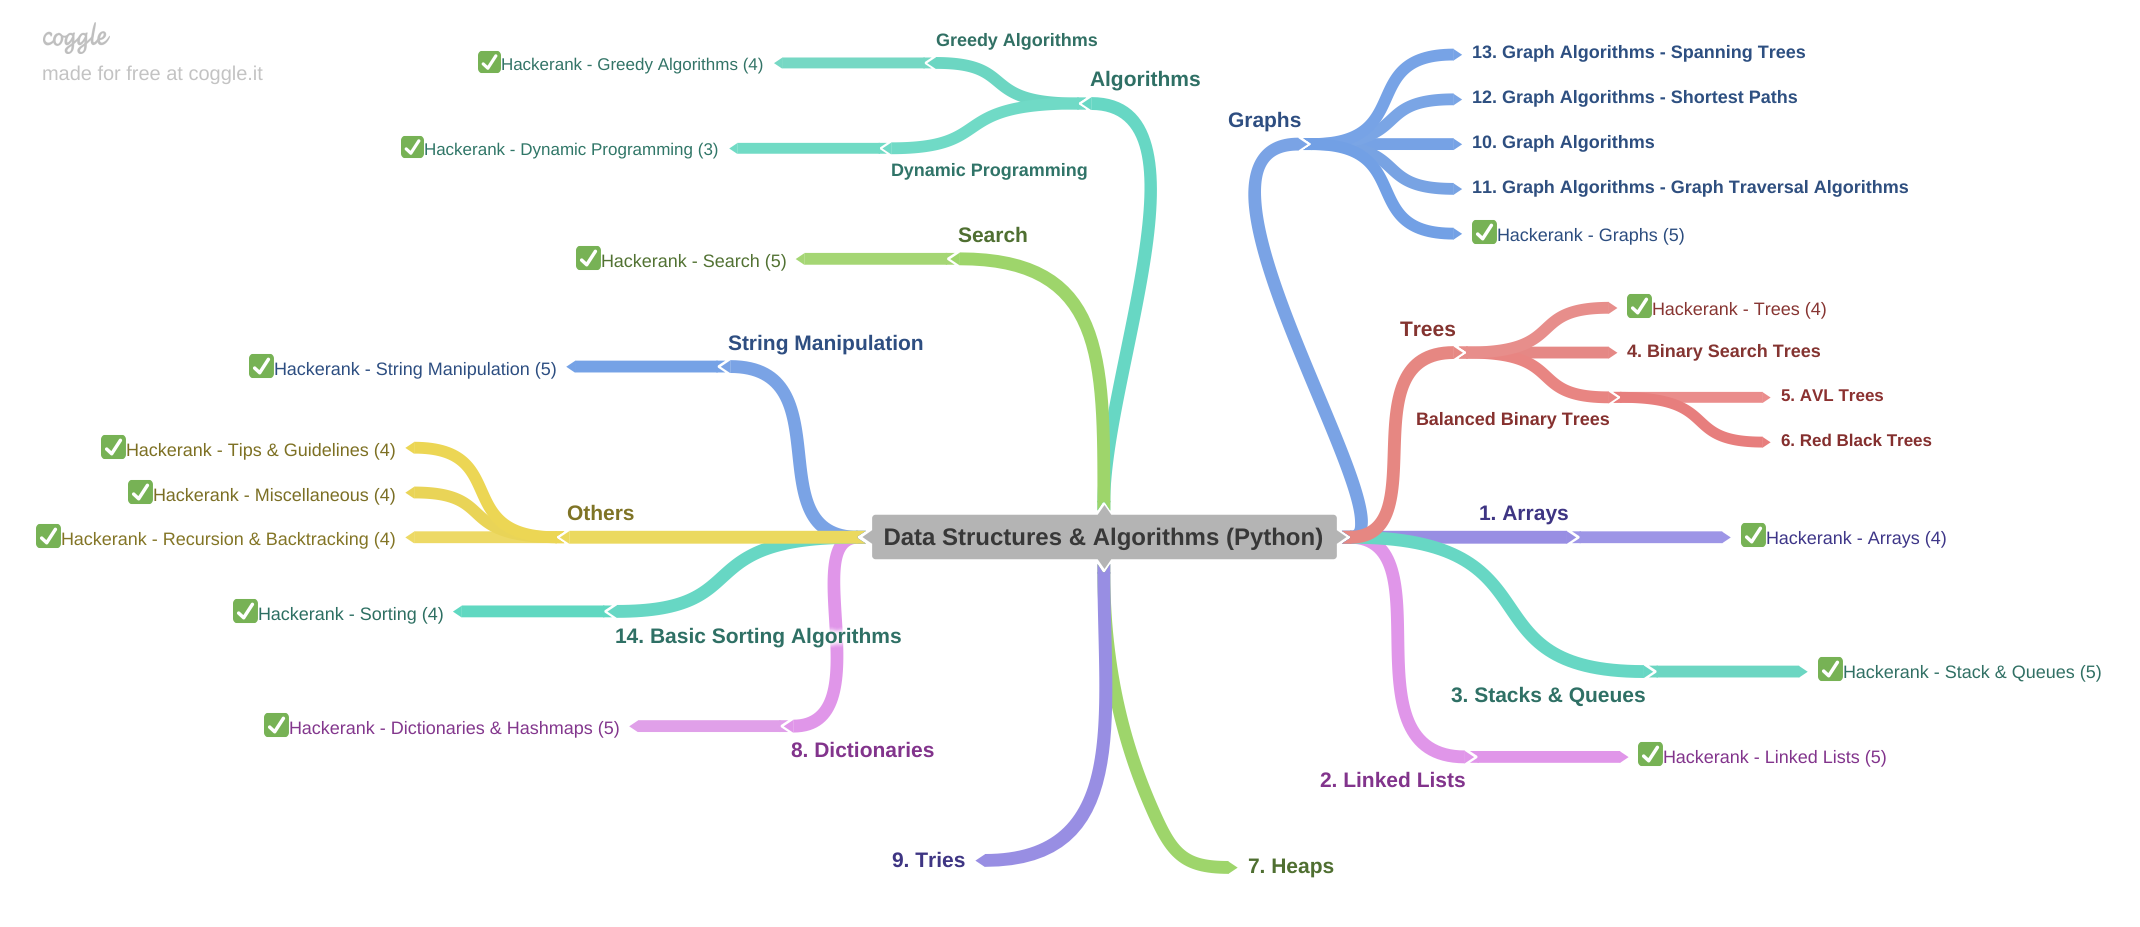 coggle
made for free at coggle.it
Greedy Algorithms
Hackerank - Greedy Algorithms (4)
Algorithms
Hackerank - Dynamic Programming (3)
Dynamic Programming
Search
Hackerank - Search (5)
String Manipulation
Hackerank - String Manipulation (5)
Hackerank - Tips & Guidelines (4)
Hackerank - Miscellaneous (4)
Others
Hackerank - Recursion & Backtracking (4)
Hackerank - Sorting (4)
14. Basic Sorting Algorithms
Hackerank - Dictionaries & Hashmaps (5)
8. Dictionaries
9. Tries
Data Structures & Algorithms (Python)
Graphs
13. Graph Algorithms - Spanning Trees
12. Graph Algorithms - Shortest Paths
10. Graph Algorithms
11. Graph Algorithms - Graph Traversal Algorithms
Hackerank - Graphs (5)
Trees
Hackerank - Trees (4)
4. Binary Search Trees
Balanced Binary Trees
5. AVL Trees
6. Red Black Trees
1. Arrays
Hackerank - Arrays (4)
3. Stacks & Queues
Hackerank - Stack & Queues (5)
2. Linked Lists
Hackerank - Linked Lists (5)
7. Heaps